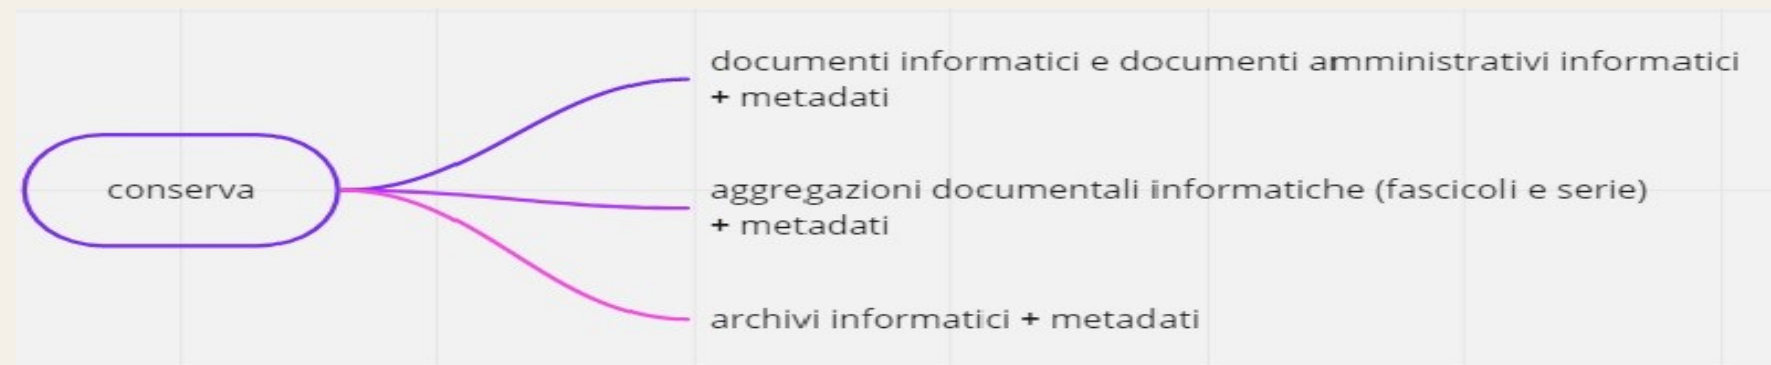 conserva
documenti informatici e documenti amministrativi informatici
+ metadati
aggregazioni documentali informatiche (fascicoli e serie)
+ metadati
archivi informatici + metadati